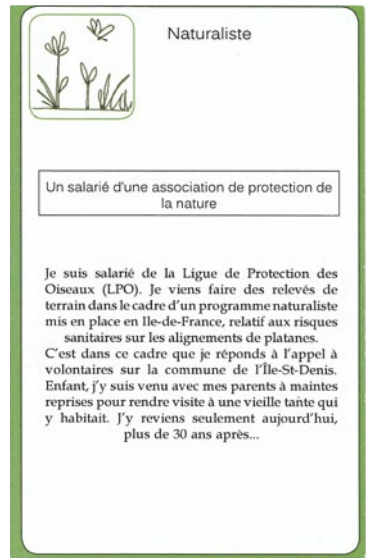 Naturaliste
Un salarié d'une association de protection de
la nature
Je suis salarié de la Ligue de Protection des
Oiseaux (LPO). Je viens faire des relevés de
terrain dans le cadre d'un programme naturaliste
mis en place en Ile-de-France, relatif aux risques
sanitaires sur les alignements de platanes.
C'est dans ce cadre que je réponds à l'appel à
volontaires sur la commune de l'Île-St-Denis.
Enfant, j'y suis venu avec mes parents à maintes
reprises pour rendre visite à une vieille tante qui
y habitait. J'y reviens seulement aujourd'hui,
plus de 30 ans après...